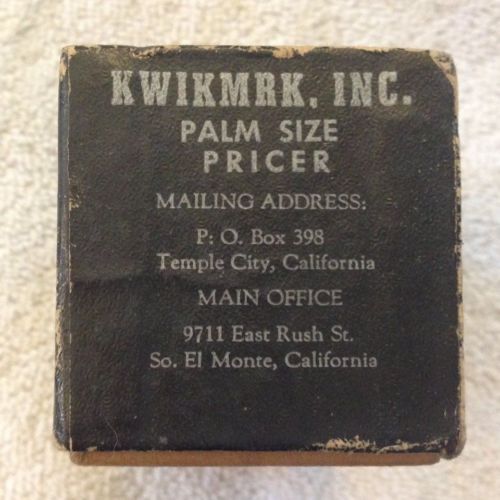 KWIKMRK, INC.
PALM SIZE
PRICER
MAILING ADDRESS:
P: O. Box 398
Temple City, California
MAIN OFFICE
9711 East Rush St.
So. El Monte, California